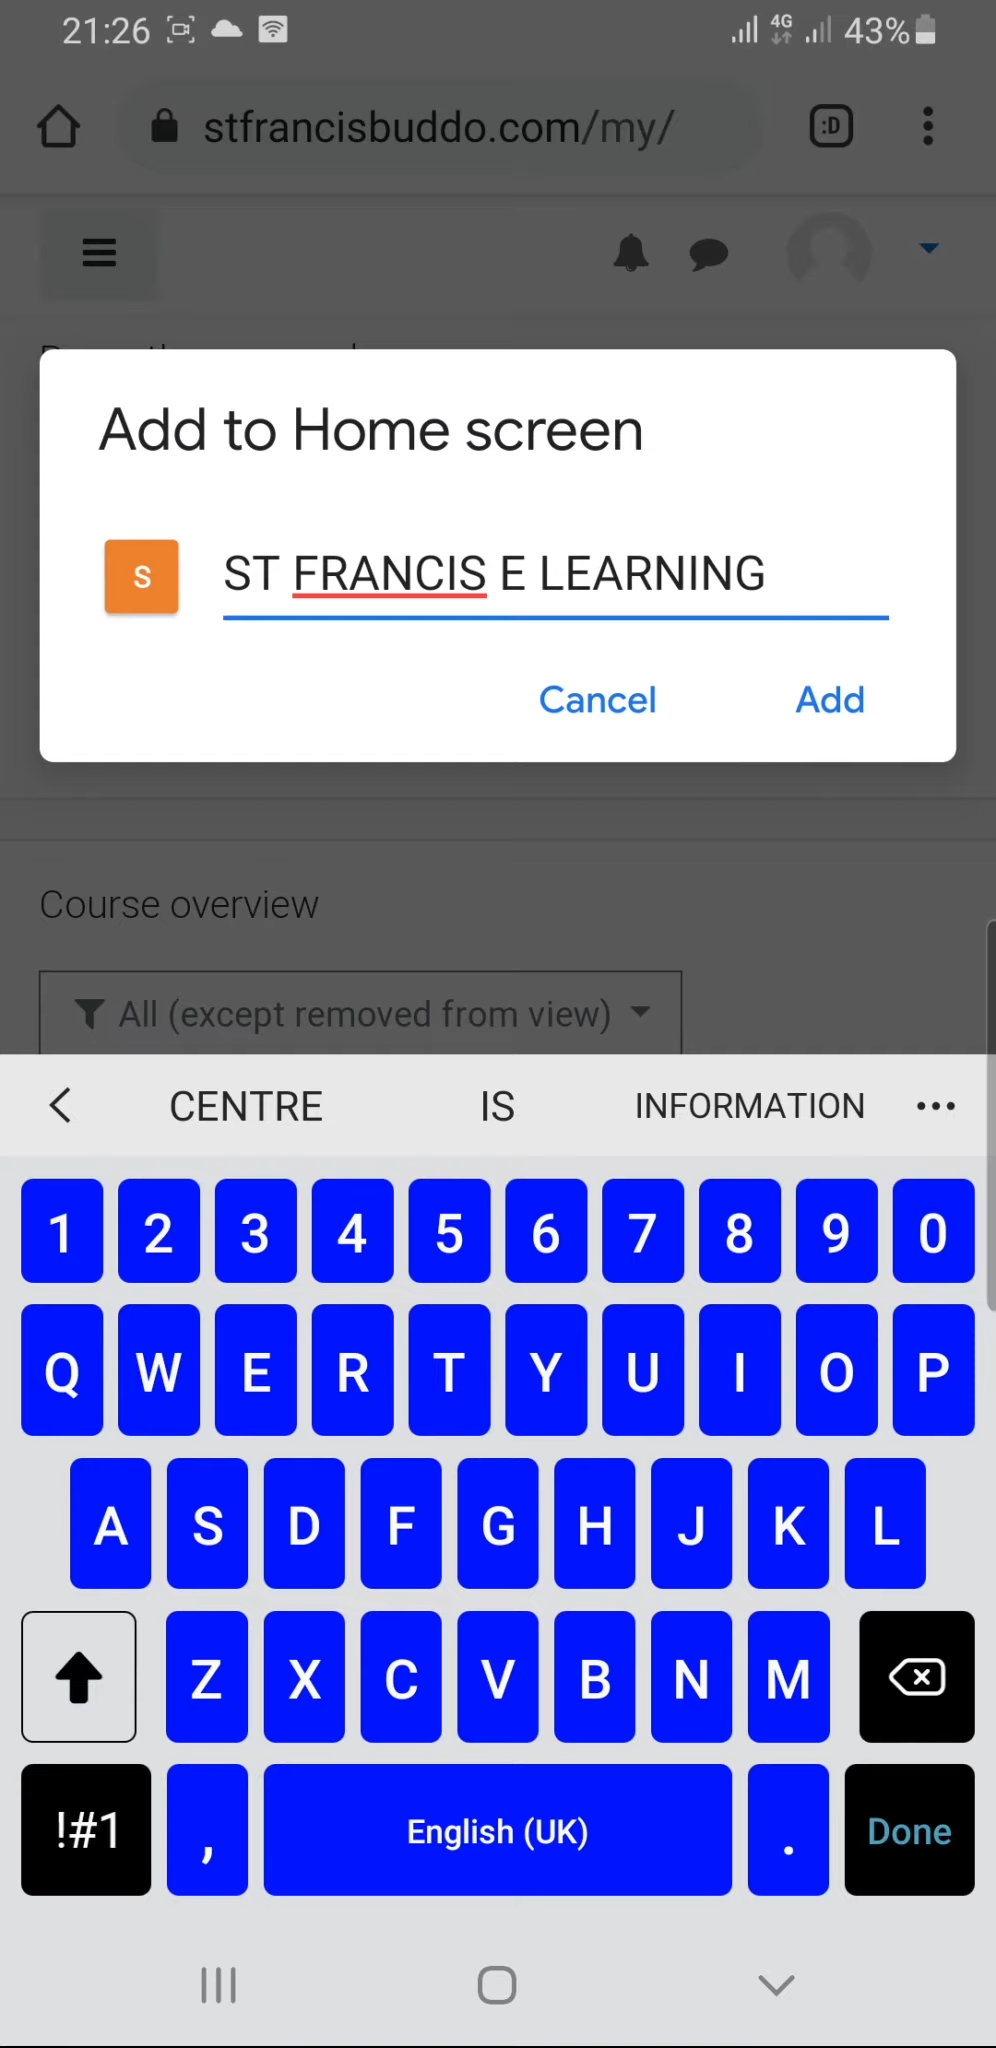 21:26 4G 43%
stfrancisbuddo.com/my/ :D
Add to Home screen
S ST FRANCIS E LEARNING
Cancel Add
Course overview
All (except removed from view)
CENTRE IS INFORMATION
1 2 3 4 5 6 7 8 9 0
Q W E R T Y U I O P
A S D F G H J K L
Z X C V B N M
!#1 , English (UK) . Done